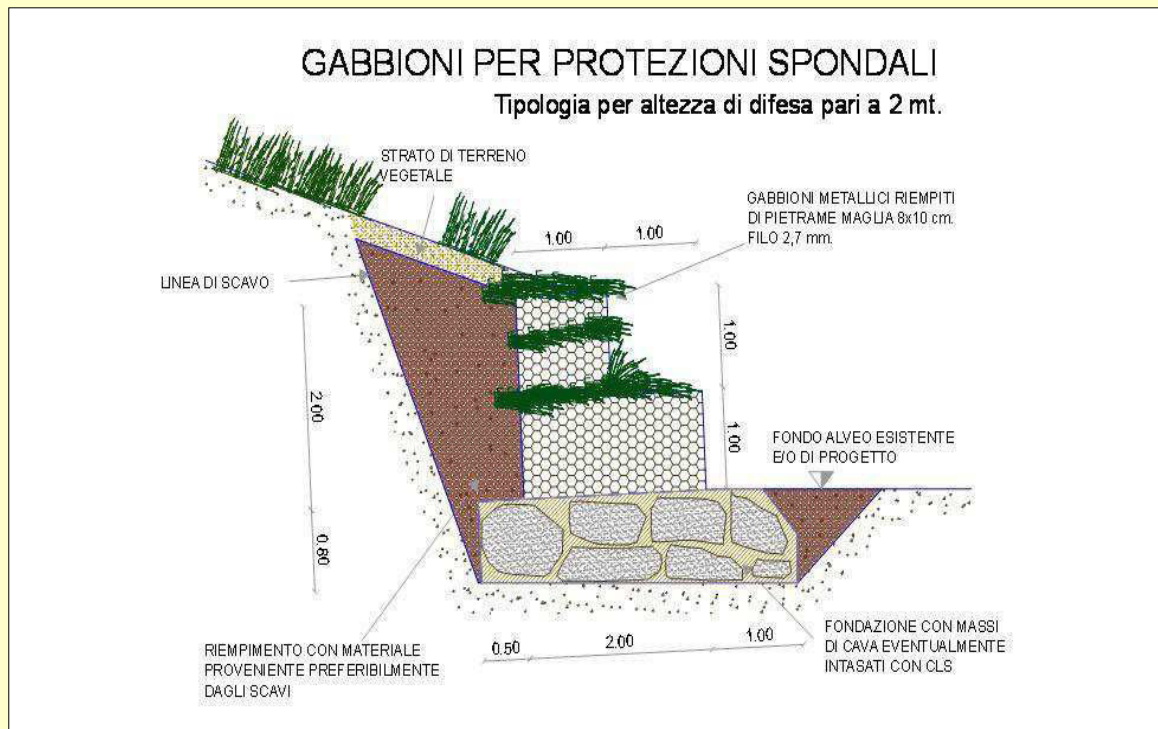 GABBIONI PER PROTEZIONI SPONDALI
Tipologia per altezza di difesa pari a 2 mt.
STRATO DI TERRENO
VEGETALE
GABBIONI METALLICI RIEMPITI
DI PIETRAME MAGLIA 8x10 cm.
FILO 2,7 mm.
1.00
1.00
LINEA DI SCAVO
1.00
2.00
1.00
FONDO ALVEO ESISTENTE
E/O DI PROGETTO
0.80
RIEMPIMENTO CON MATERIALE
PROVENIENTE PREFERIBILMENTE
DAGLI SCAVI
0.50
2.00
1.00
FONDAZIONE CON MASSI
DI CAVA EVENTUALMENTE
INTASATI CON CLS